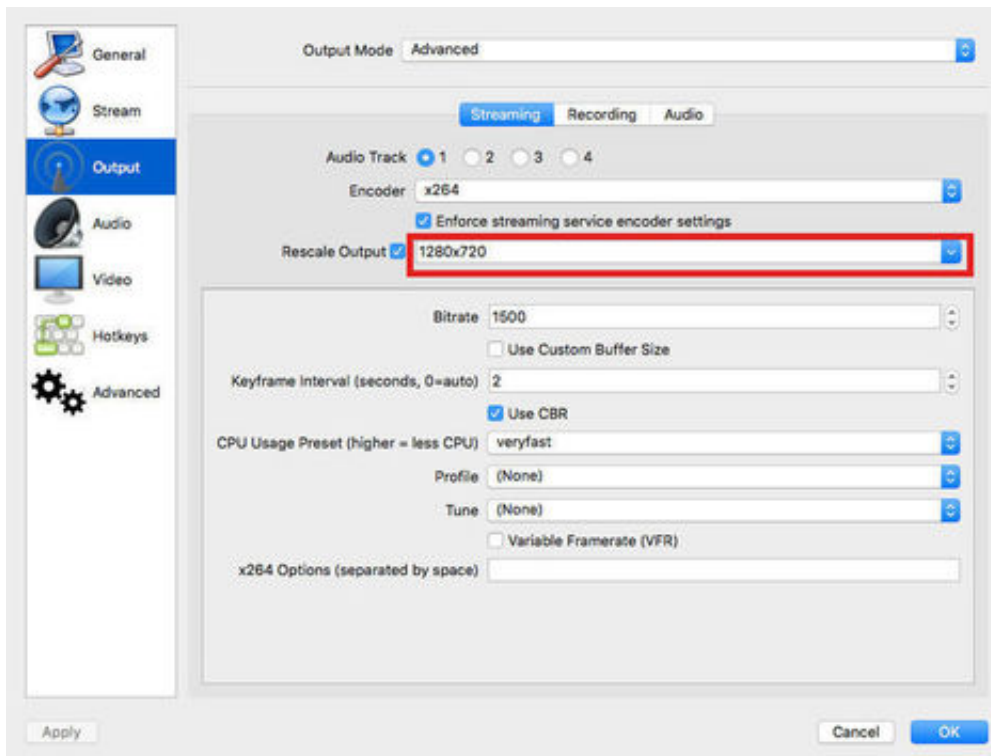 General
Stream
Output
Audio
Video
Hotkeys
Advanced
Output Mode Advanced
Streaming Recording Audio
Audio Track 1 2 3 4
Encoder x264
Enforce streaming service encoder settings
Rescale Output 1280x720
Bitrate 1500
Use Custom Buffer Size
Keyframe Interval (seconds, 0=auto) 2
Use CBR
CPU Usage Preset (higher = less CPU) veryfast
Profile (None)
Tune (None)
Variable Framerate (VFR)
x264 Options (separated by space)
Apply Cancel OK